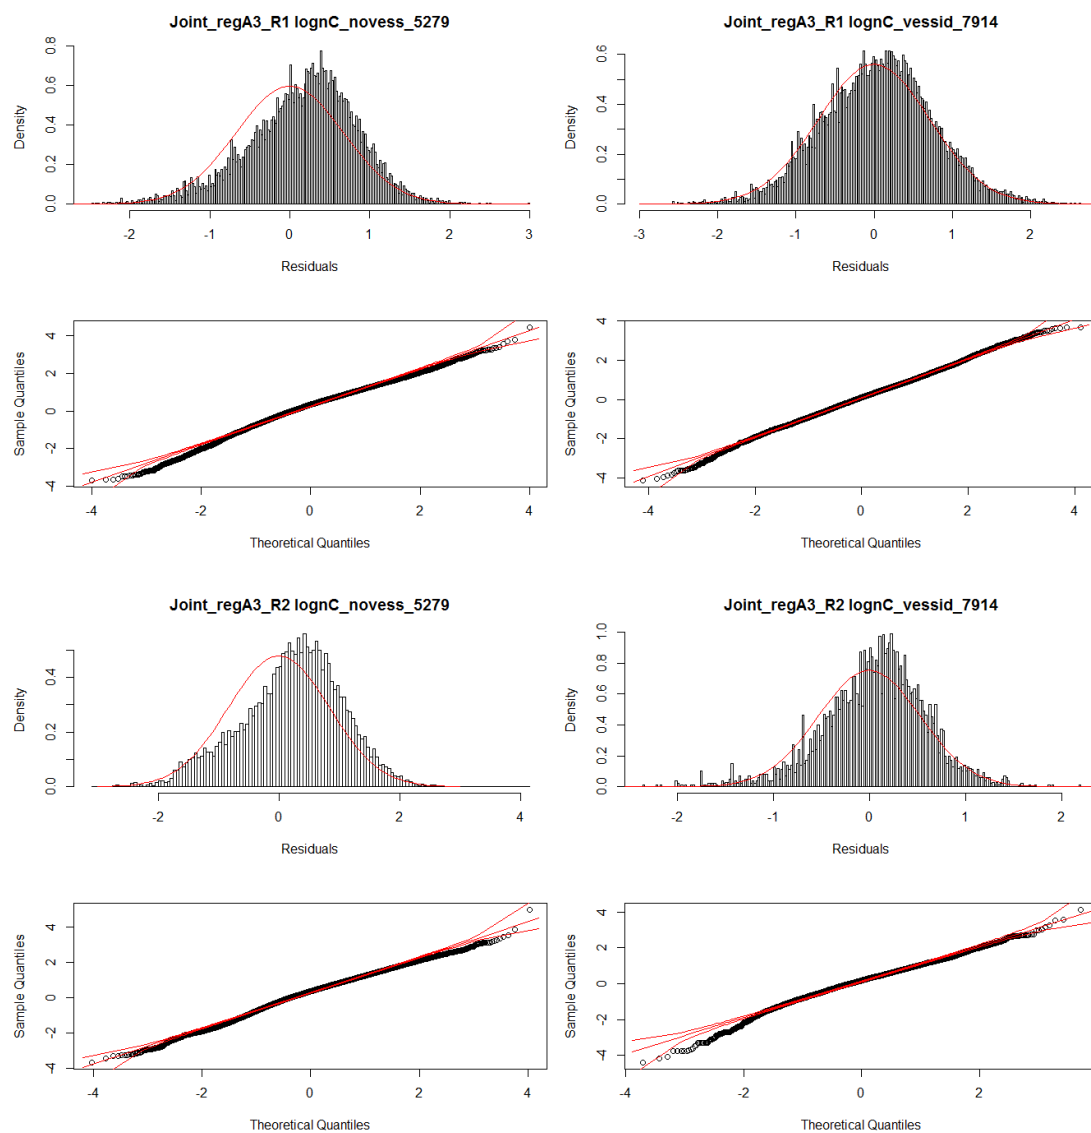 Joint_regA3_R1 lognC_novess_5279
Density
0.0 0.2 0.4 0.6 0.8
-2 -1 0 1 2 3
Residuals
Joint_regA3_R1 lognC_vessid_7914
Density
0.0 0.2 0.4 0.6
-3 -2 -1 0 1 2
Residuals
Sample Quantiles
-4 -2 0 2 4
-4 -2 0 2 4
Theoretical Quantiles
Sample Quantiles
-4 -2 0 2 4
-4 -2 0 2 4
Theoretical Quantiles
Joint_regA3_R2 lognC_novess_5279
Density
0.0 0.2 0.4
-2 0 2 4
Residuals
Joint_regA3_R2 lognC_vessid_7914
Density
0.0 0.2 0.4 0.6 0.8 1.0
-2 -1 0 1 2
Residuals
Sample Quantiles
-4 -2 0 2 4
-4 -2 0 2 4
Theoretical Quantiles
Sample Quantiles
-4 -2 0 2 4
-4 -2 0 2
Theoretical Quantiles